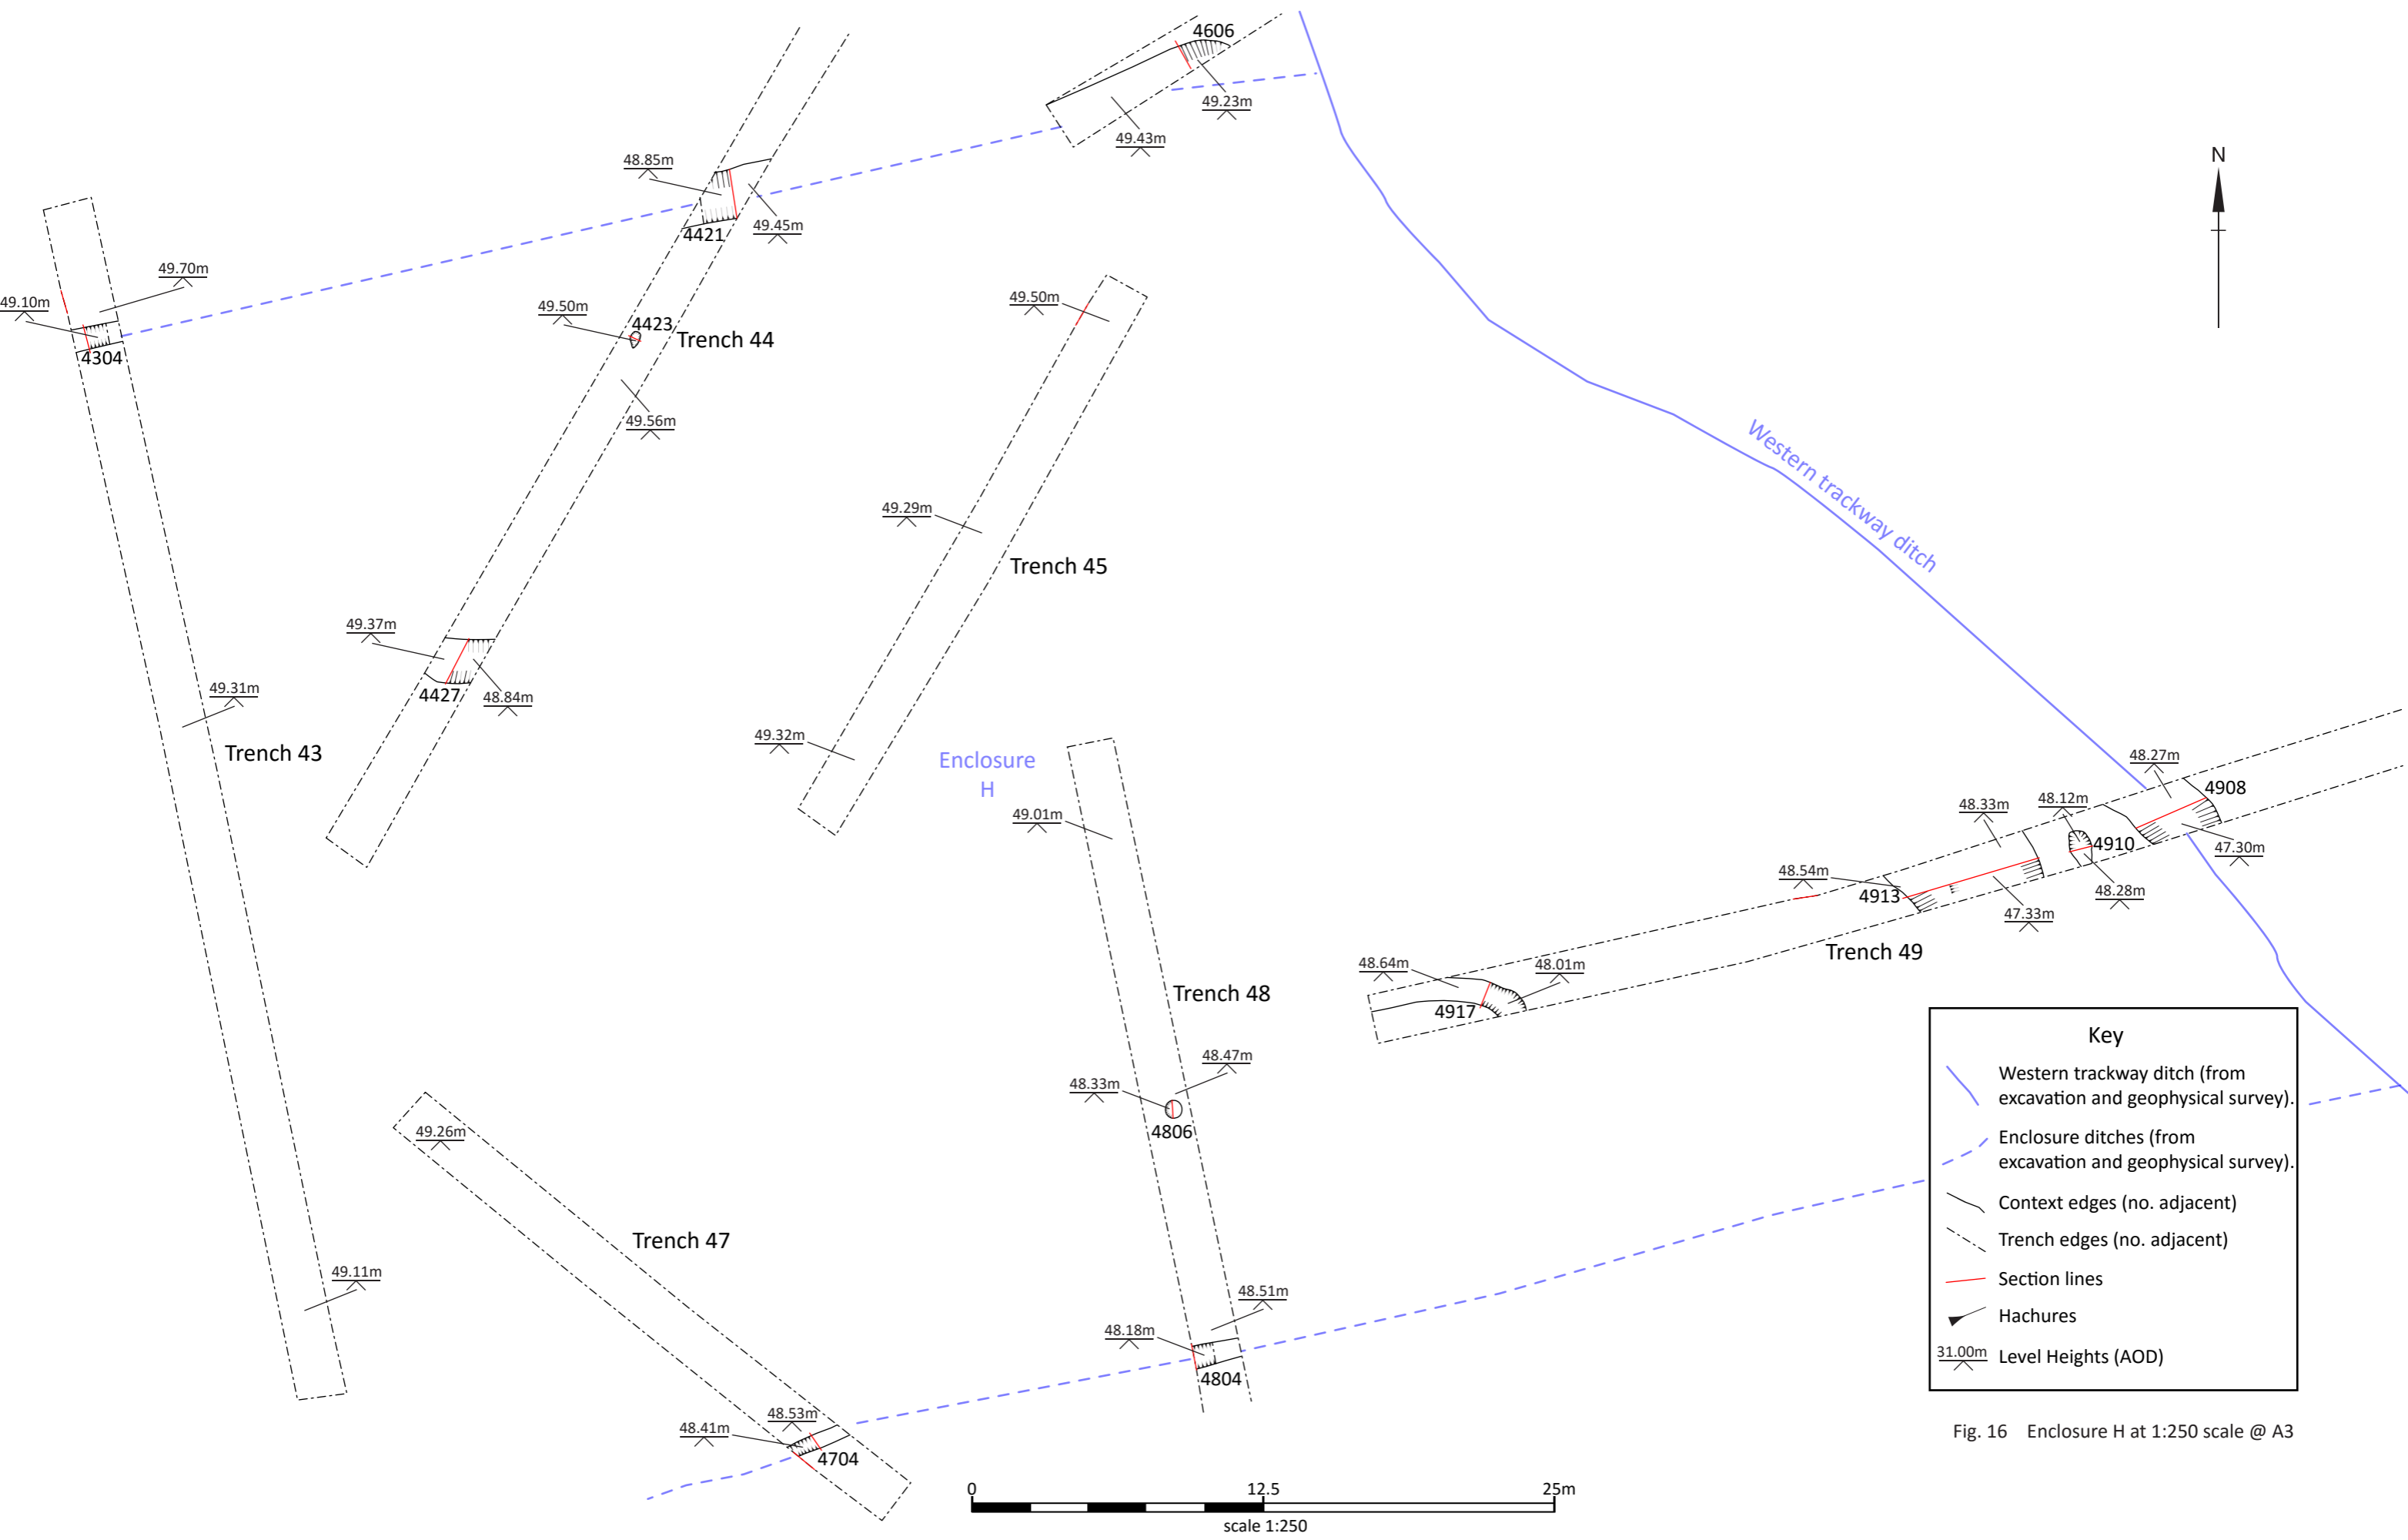 4606
49.23m
49.43m
48.85m
49.45m
4421
N
49.70m
49.10m
4304
49.50m
4423
Trench 44
49.56m
49.50m
49.29m
Trench 45
49.32m
49.37m
4427
48.84m
49.31m
Trench 43
49.11m
Western trackway ditch
Enclosure
H
49.01m
Trench 48
48.47m
48.33m
4806
48.51m
48.18m
4804
48.27m
4908
48.33m
48.12m
4910
47.30m
48.28m
48.54m
4913
47.33m
Trench 49
48.64m
48.01m
4917
49.26m
Trench 47
48.53m
48.41m
4704
Key
Western trackway ditch (from
excavation and geophysical survey).
Enclosure ditches (from
excavation and geophysical survey).
Context edges (no. adjacent)
Trench edges (no. adjacent)
Section lines
Hachures
31.00m Level Heights (AOD)
Fig. 16 Enclosure H at 1:250 scale @ A3
0 12.5 25m
scale 1:250